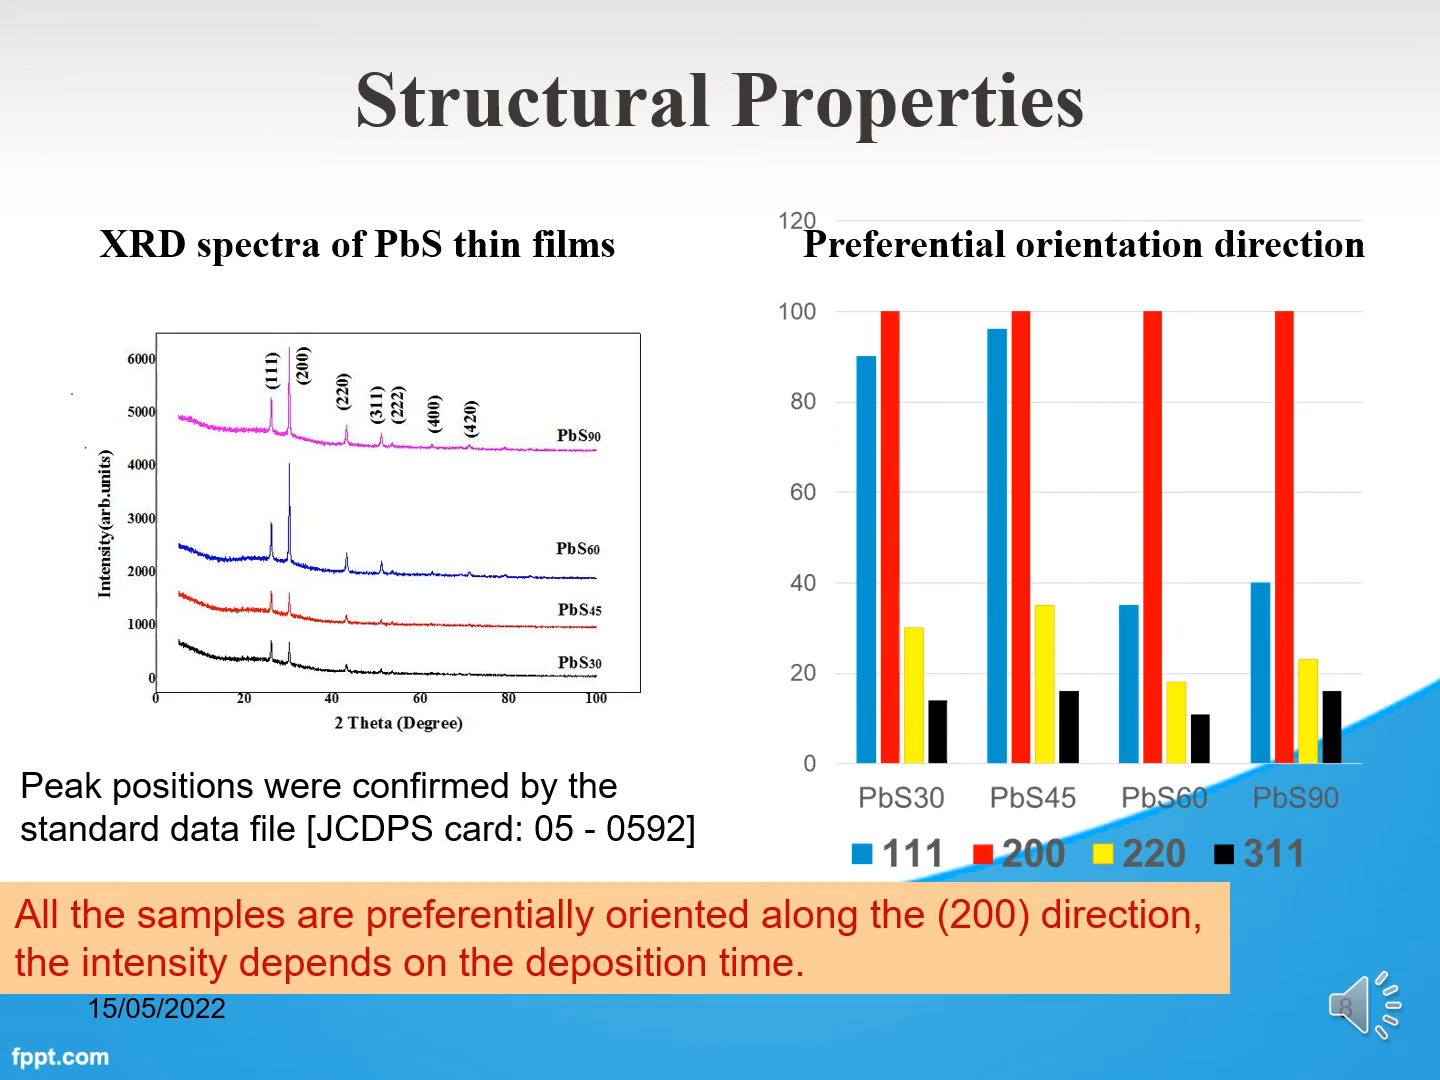 Structural Properties
XRD spectra of PbS thin films
6000
5000
4000
3000
2000
1000
0
Intensity(arb.units)
(111)
(200)
(220)
(311)
(222)
(400)
(420)
PbS90
PbS60
PbS45
PbS30
0 20 40 60 80 100
2 Theta (Degree)
Peak positions were confirmed by the
standard data file [JCDPS card: 05 - 0592]
Preferential orientation direction
120
100
80
60
40
20
0
PbS30 PbS45 PbS60 PbS90
111 200 220 311
All the samples are preferentially oriented along the (200) direction,
the intensity depends on the deposition time.
15/05/2022
8
fppt.com